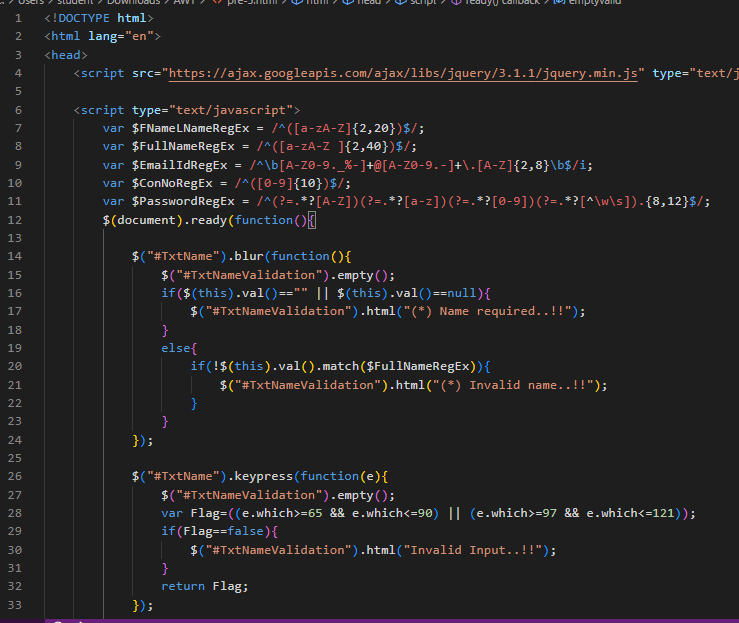 > Users > student > Downloads > AWT > <> pre-5.html > html > head > script > ready() callback > emptyvalid
1 <!DOCTYPE html>
2 <html lang="en">
3 <head>
4 <script src="https://ajax.googleapis.com/ajax/libs/jquery/3.1.1/jquery.min.js" type="text/j
5
6 <script type="text/javascript">
7 var $FNameLNameRegEx = /^([a-zA-Z]{2,20})$/;
8 var $FullNameRegEx = /^([a-zA-Z ]{2,40})$/;
9 var $EmailIdRegEx = /^\b[A-Z0-9._%-]+@[A-Z0-9.-]+\.[A-Z]{2,8}\b$/i;
10 var $ConNoRegEx = /^([0-9]{10})$/;
11 var $PasswordRegEx = /^(?=.*?[A-Z])(?=.*?[a-z])(?=.*?[0-9])(?=.*?[^\w\s]).{8,12}$/;
12 $(document).ready(function(){
13
14 $("#TxtName").blur(function(){
15 $("#TxtNameValidation").empty();
16 if($(this).val()=="" || $(this).val()==null){
17 $("#TxtNameValidation").html("(*) Name required..!!");
18 }
19 else{
20 if(!$(this).val().match($FullNameRegEx)){
21 $("#TxtNameValidation").html("(*) Invalid name..!!");
22 }
23 }
24 });
25
26 $("#TxtName").keypress(function(e){
27 $("#TxtNameValidation").empty();
28 var Flag=((e.which>=65 && e.which<=90) || (e.which>=97 && e.which<=121));
29 if(Flag==false){
30 $("#TxtNameValidation").html("Invalid Input..!!");
31 }
32 return Flag;
33 });